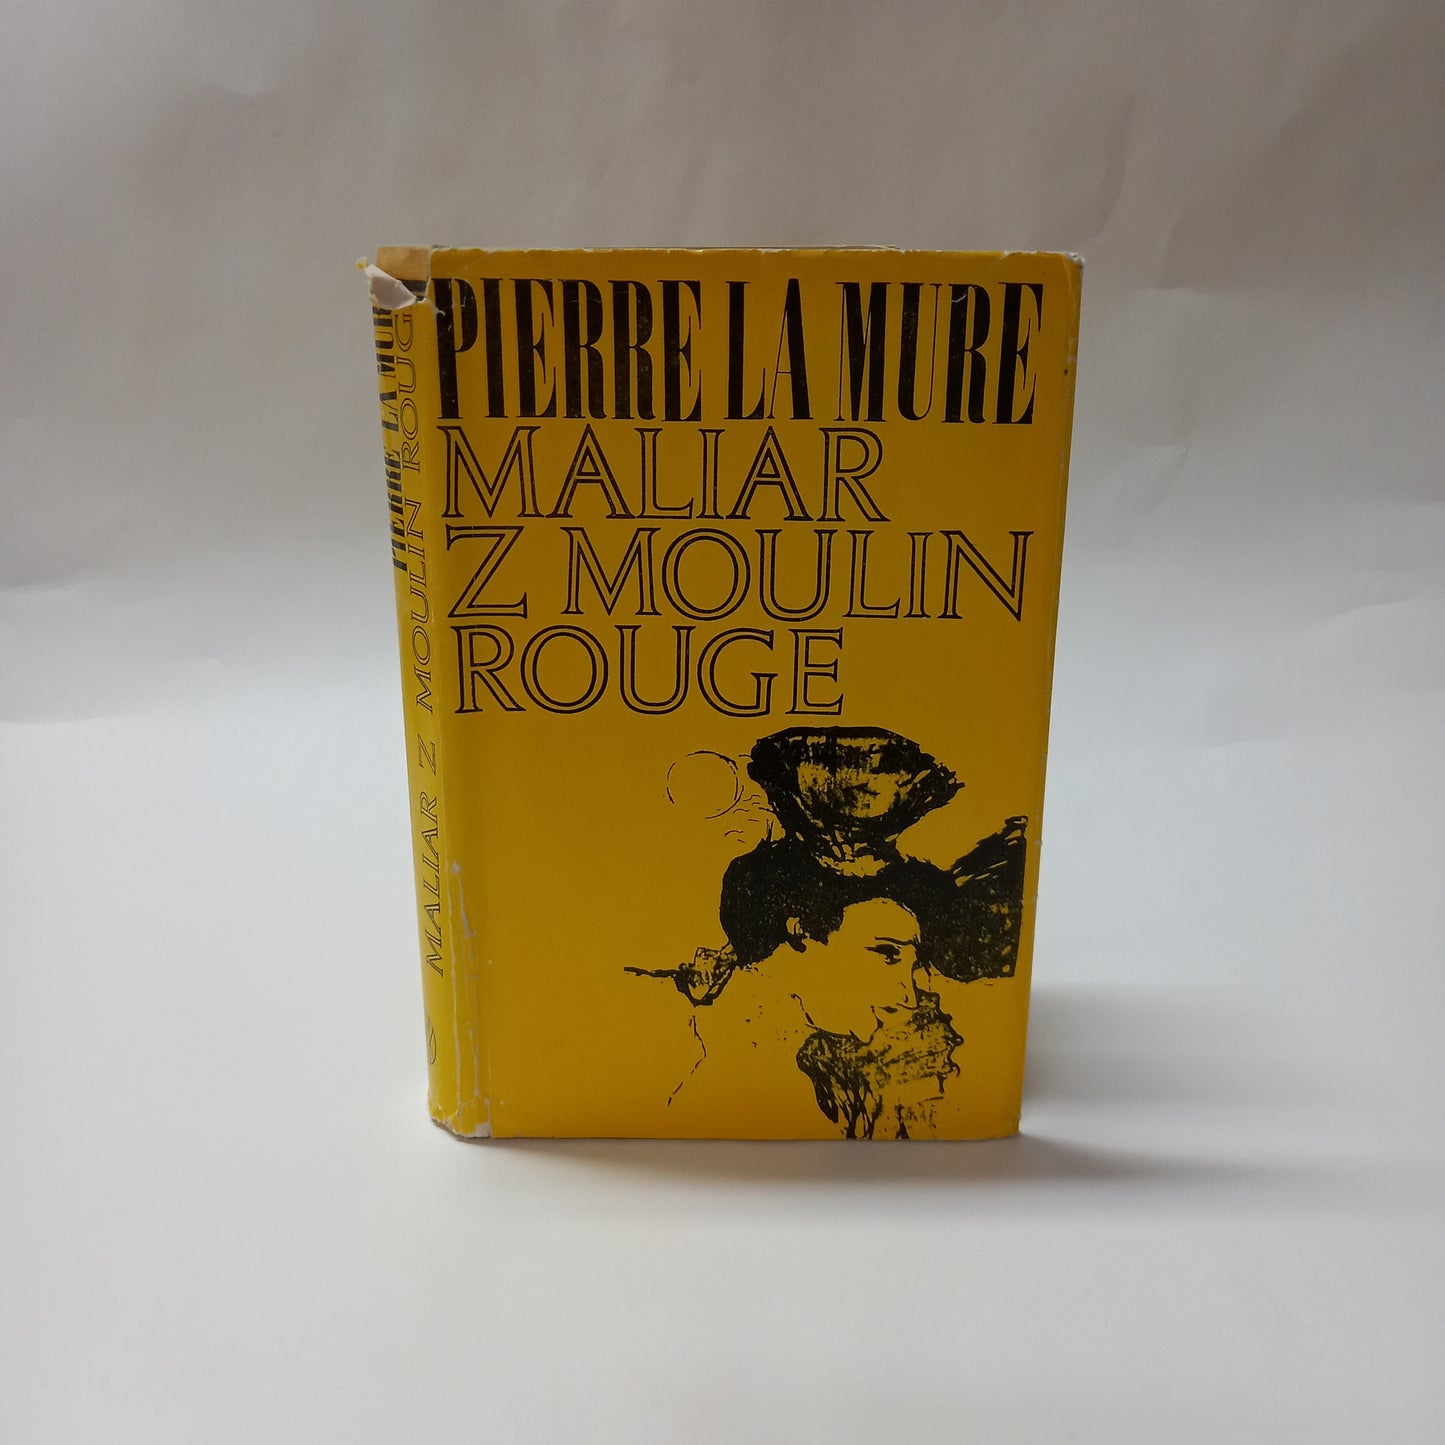 PIERRE LA MURE
MALIAR
Z MOULIN
ROUGE
PIERRE LA MUR
MALIAR Z MOULIN ROUG